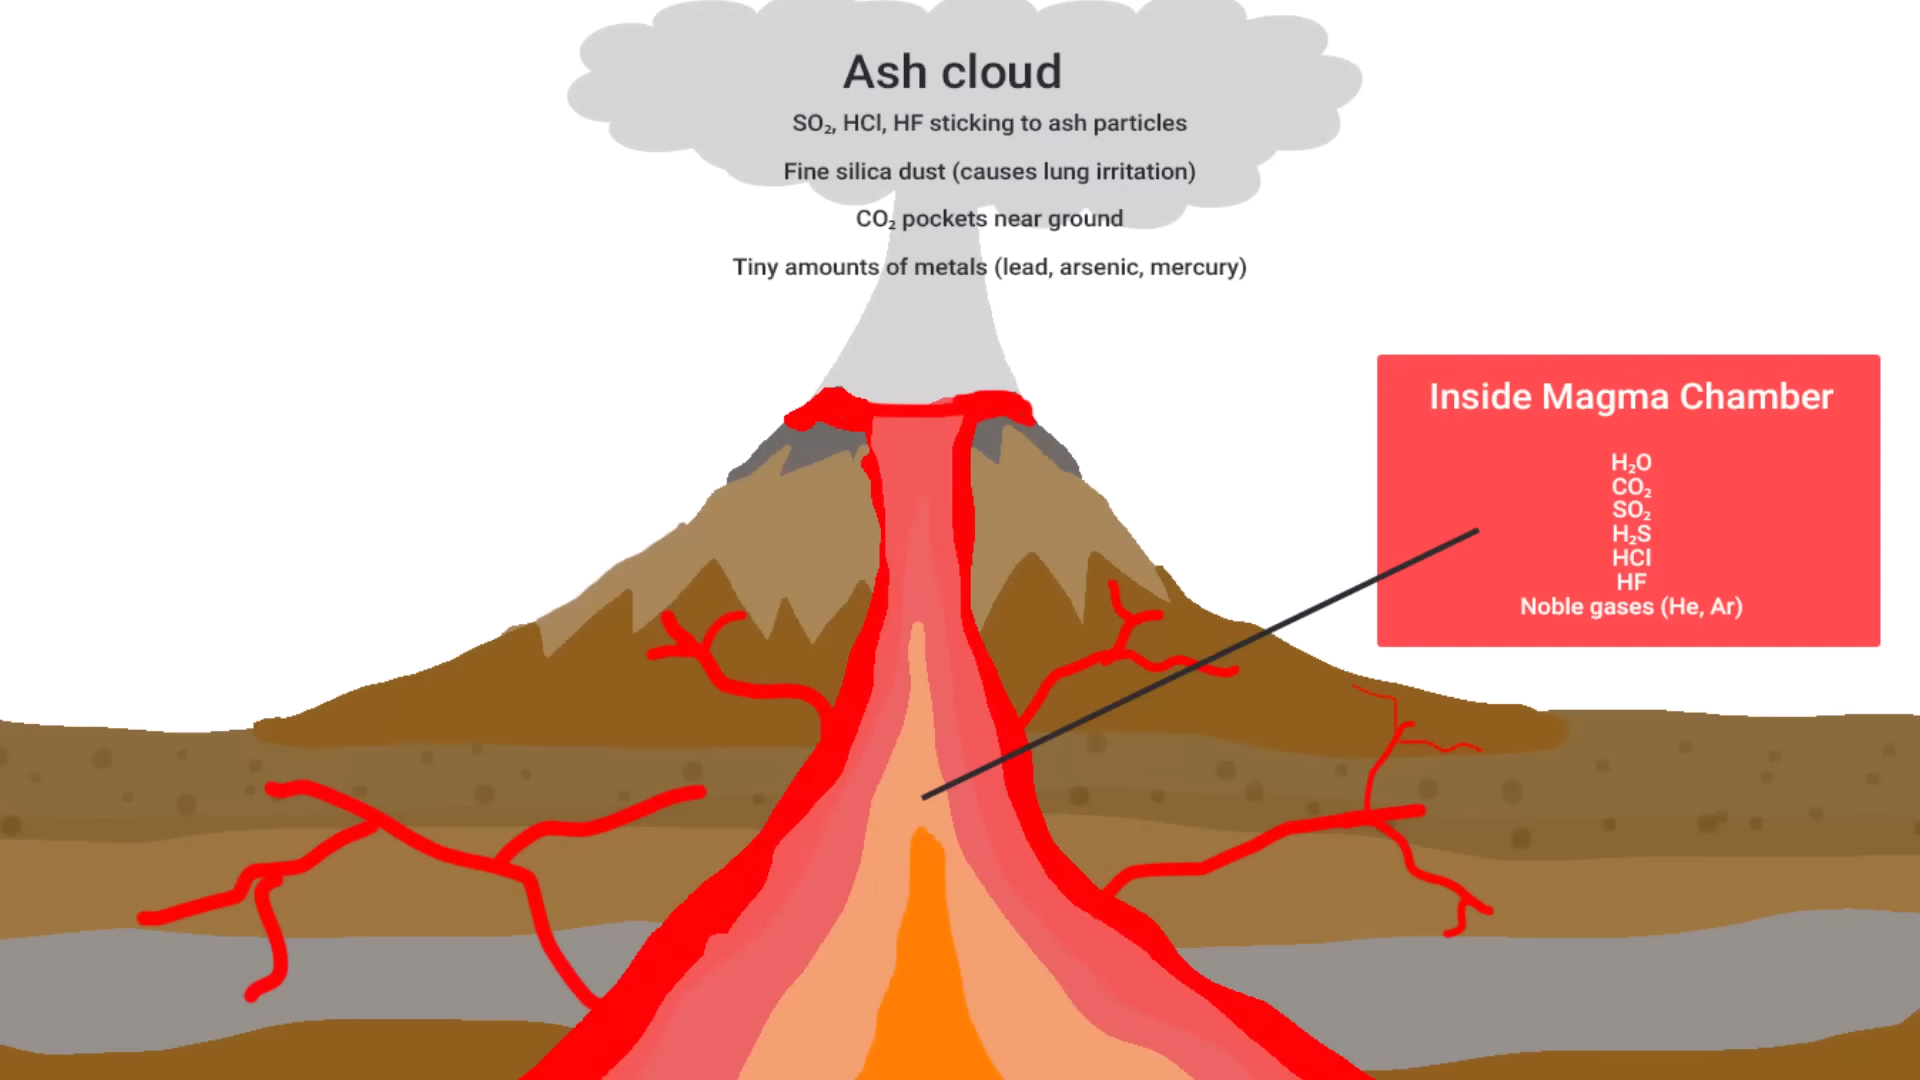 Ash cloud
SO₂, HCl, HF sticking to ash particles
Fine silica dust (causes lung irritation)
CO₂ pockets near ground
Tiny amounts of metals (lead, arsenic, mercury)
Inside Magma Chamber
H₂O
CO₂
SO₂
H₂S
HCl
HF
Noble gases (He, Ar)